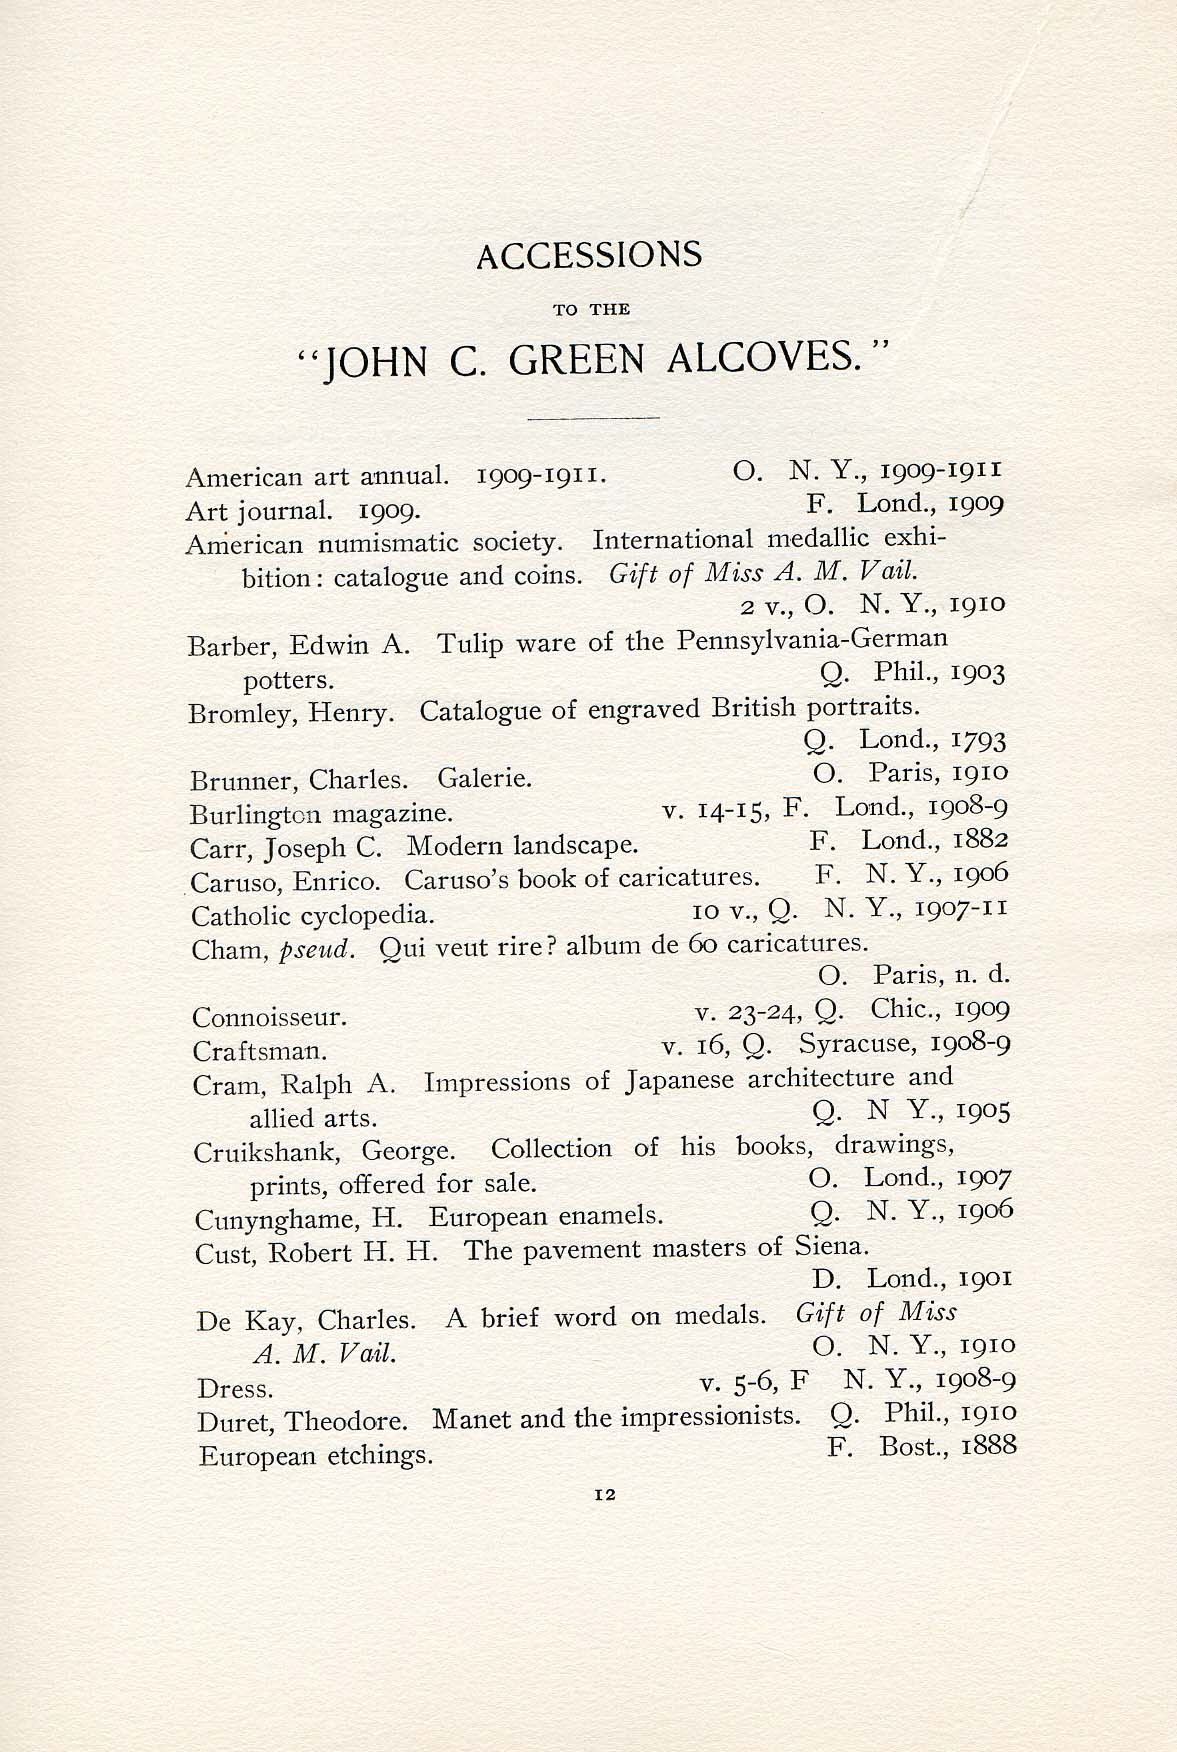 ACCESSIONS
TO THE
“JOHN C. GREEN ALCOVES.”
American art annual. 1909-1911. O. N. Y., 1909-1911
Art journal. 1909. F. Lond., 1909
American numismatic society. International medallic exhi-
bition: catalogue and coins. Gift of Miss A. M. Vail.
2 v., O. N. Y., 1910
Barber, Edwin A. Tulip ware of the Pennsylvania-German
potters. Q. Phil., 1903
Bromley, Henry. Catalogue of engraved British portraits.
Q. Lond., 1793
Brunner, Charles. Galerie. O. Paris, 1910
Burlington magazine. v. 14-15, F. Lond., 1908-9
Carr, Joseph C. Modern landscape. F. Lond., 1882
Caruso, Enrico. Caruso’s book of caricatures. F. N. Y., 1906
Catholic cyclopedia. 10 v., Q. N. Y., 1907-11
Cham, pseud. Qui veut rire? album de 60 caricatures.
O. Paris, n. d.
Connoisseur. v. 23-24, Q. Chic., 1909
Craftsman. v. 16, Q. Syracuse, 1908-9
Cram, Ralph A. Impressions of Japanese architecture and
allied arts. Q. N Y., 1905
Cruikshank, George. Collection of his books, drawings,
prints, offered for sale. O. Lond., 1907
Cunynghame, H. European enamels. Q. N. Y., 1906
Cust, Robert H. H. The pavement masters of Siena.
D. Lond., 1901
De Kay, Charles. A brief word on medals. Gift of Miss
A. M. Vail. O. N. Y., 1910
Dress. v. 5-6, F N. Y., 1908-9
Duret, Theodore. Manet and the impressionists. Q. Phil., 1910
European etchings. F. Bost., 1888
12